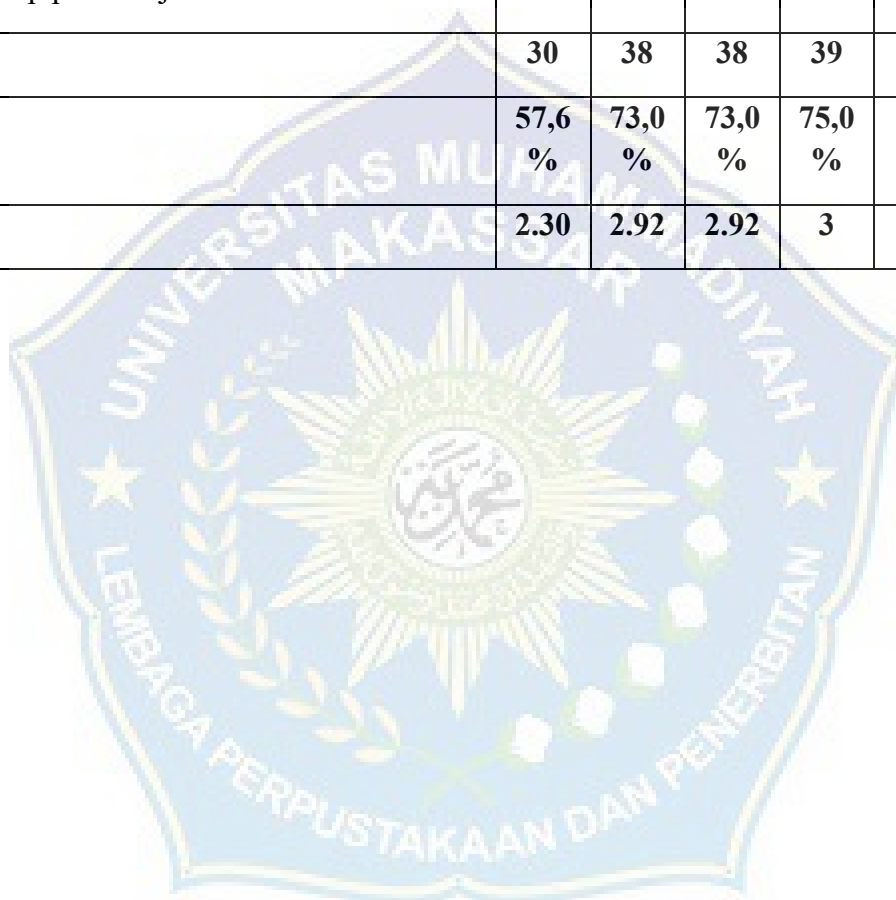 30 38 38 39
57,6 73,0 73,0 75,0
% % % %
2.30 2.92 2.92 3
UNIVERSITAS MUHAMMADIYAH
MAKASSAR
LEMBAGA PERPUSTAKAAN DAN PENERBITAN